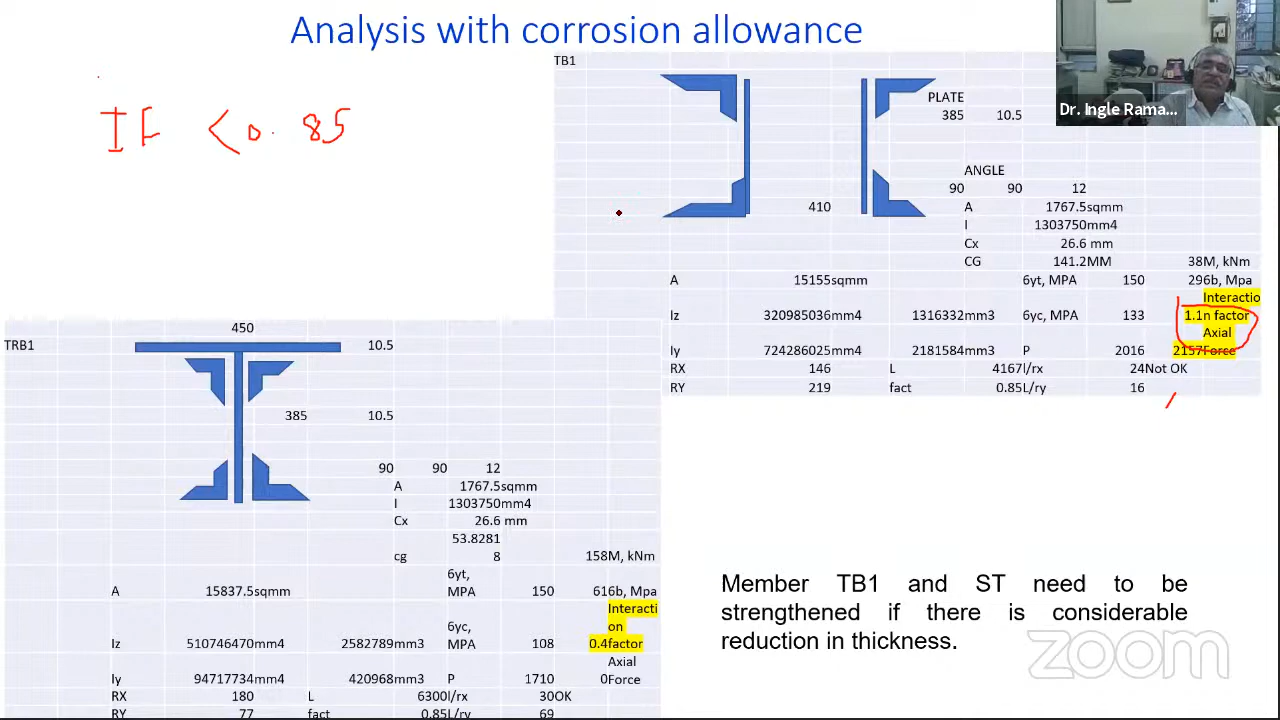 Analysis with corrosion allowance
IF <0.85
Dr. Ingle Rama...
TB1
PLATE
385 10.5
ANGLE
90 90 12
410 A 1767.5sqmm
I 1303750mm4
Cx 26.6 mm
CG 141.2MM 38M, kNm
A 15155sqmm 6yt, MPA 150 296b, Mpa
Interactio
Iz 320985036mm4 1316332mm3 6yc, MPA 133 1.1n factor
Axial
Iy 724286025mm4 2181584mm3 P 2016 2157Force
RX 146 L 4167l/rx 24Not OK
RY 219 fact 0.85L/ry 16
450
TRB1 10.5
385 10.5
90 90 12
A 1767.5sqmm
I 1303750mm4
Cx 26.6 mm
53.8281
cg 8 158M, kNm
6yt,
A 15837.5sqmm MPA 150 616b, Mpa
Interacti
6yc, on
Iz 510746470mm4 2582789mm3 MPA 108 0.4factor
Axial
Iy 94717734mm4 420968mm3 P 1710 0Force
RX 180 L 6300l/rx 30OK
RY 77 fact 0.85L/ry 69
Member TB1 and ST need to be
strengthened if there is considerable
reduction in thickness.
zoom